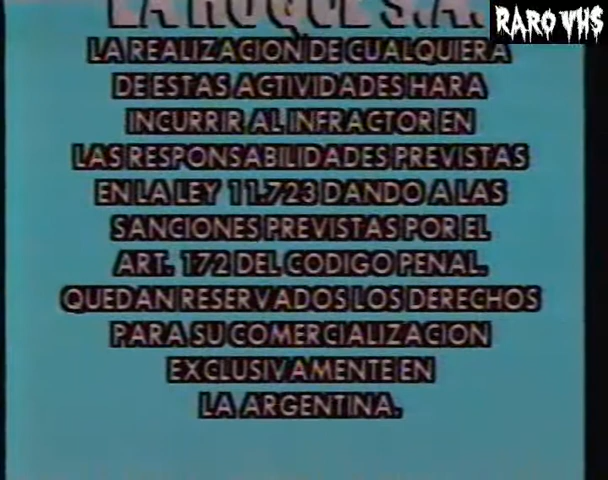 LA ROQUE S.A.
RARO VHS
LA REALIZACION DE CUALQUIERA
DE ESTAS ACTIVIDADES HARA
INCURRIR AL INFRACTOR EN
LAS RESPONSABILIDADES PREVISTAS
EN LA LEY 11.723 DANDO A LAS
SANCIONES PREVISTAS POR EL
ART. 172 DEL CODIGO PENAL.
QUEDAN RESERVADOS LOS DERECHOS
PARA SU COMERCIALIZACION
EXCLUSIVAMENTE EN
LA ARGENTINA.